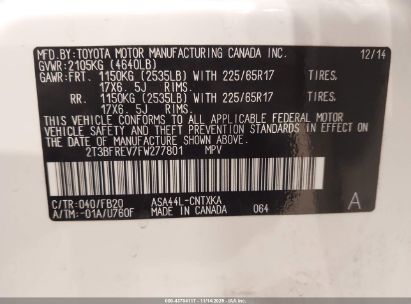 MFD.BY:TOYOTA MOTOR MANUFACTURING CANADA INC.
12/14
GVWR:2105KG (4640LB)
GAWR:FRT. 1150KG (2535LB) WITH 225/65R17 TIRES.
17X6. 5J RIMS.
RR. 1150KG (2535LB) WITH 225/65R17 TIRES.
17X6. 5J RIMS.
THIS VEHICLE CONFORMS TO ALL APPLICABLE FEDERAL MOTOR
VEHICLE SAFETY AND BUMPER STANDARDS IN EFFECT ON
THE DATE OF MANUFACTURE SHOWN ABOVE.
2T3BFREV7FW277801 MPV
C/TR:040/FB20 ASA44L-CNTXKA
A/TM:-01A/U760F MADE IN CANADA 064
A